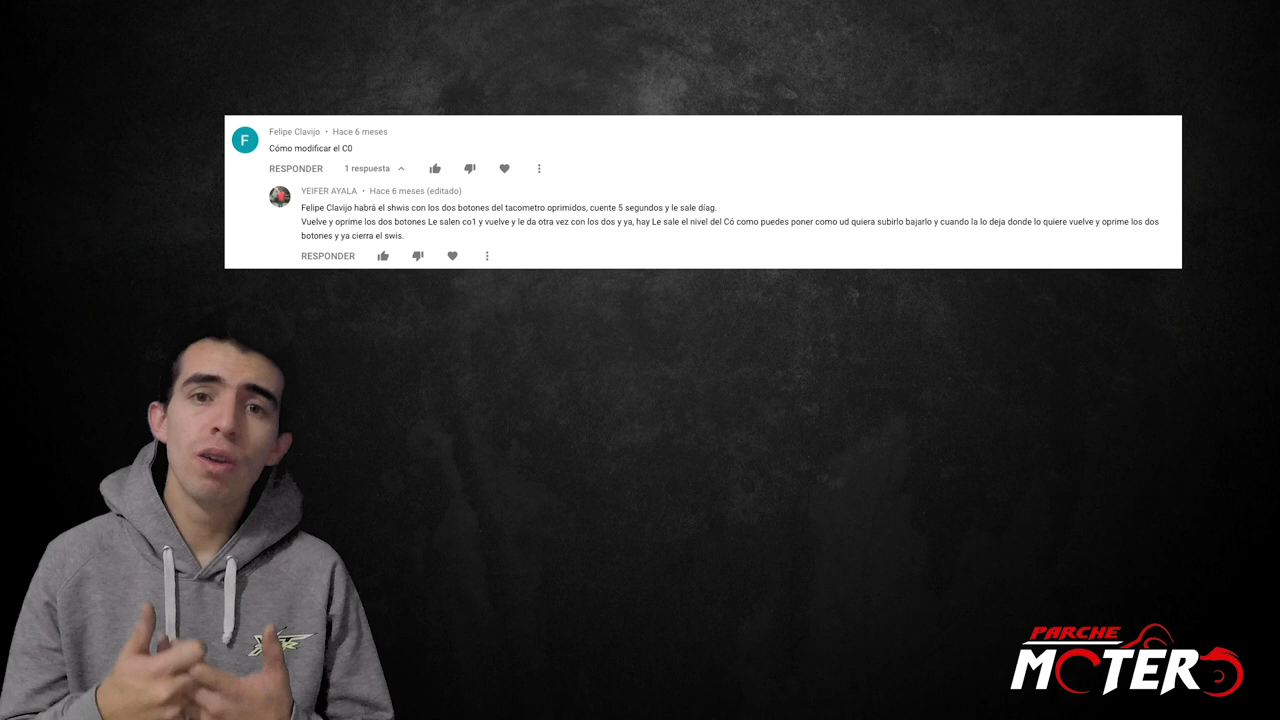 F
Felipe Clavijo • Hace 6 meses
Cómo modificar el C0
RESPONDER 1 respuesta
YEIFER AYALA • Hace 6 meses (editado)
Felipe Clavijo habrá el shwis con los dos botones del tacometro oprimidos, cuente 5 segundos y le sale díag.
Vuelve y oprime los dos botones Le salen co1 y vuelve y le da otra vez con los dos y ya, hay Le sale el nivel del Có como puedes poner como ud quiera subirlo bajarlo y cuando la lo deja donde lo quiere vuelve y oprime los dos
botones y ya cierra el swis.
RESPONDER
PARCHE
MOTERO